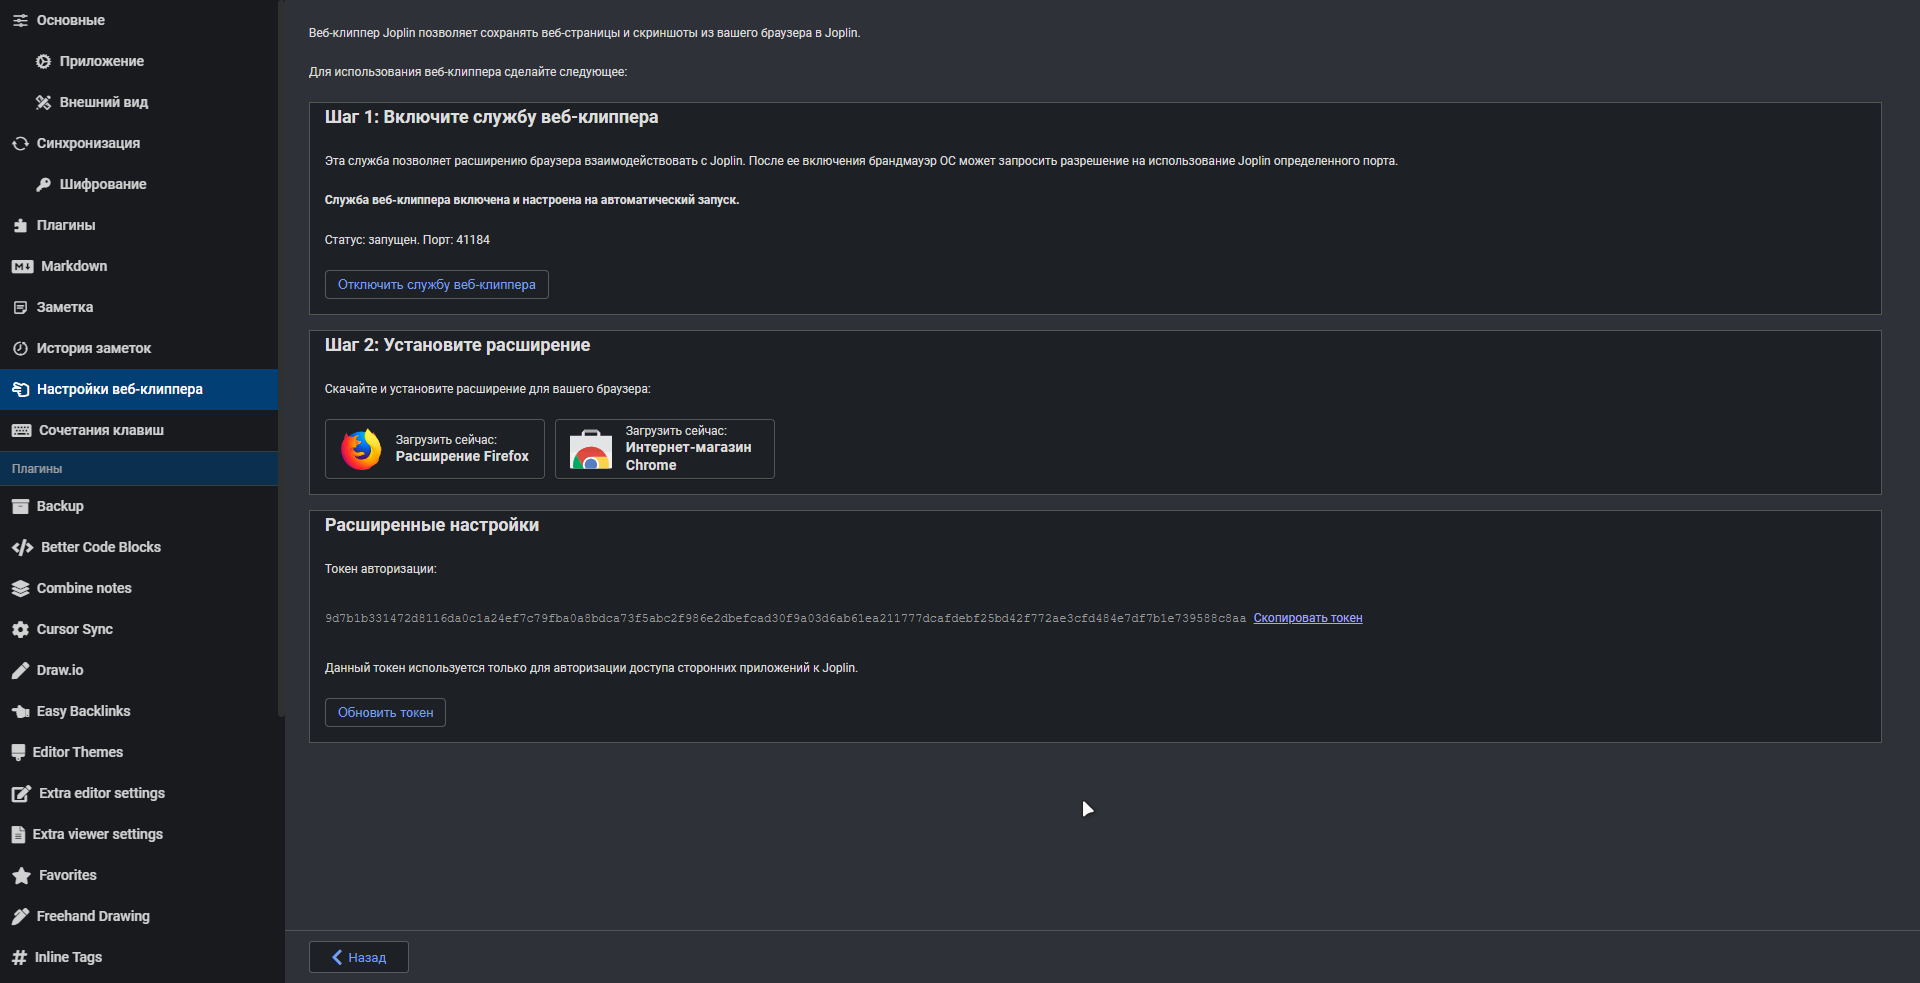 Основные
Приложение
Внешний вид
Синхронизация
Шифрование
Плагины
Markdown
Заметка
История заметок
Настройки веб-клиппера
Сочетания клавиш
Плагины
Backup
Better Code Blocks
Combine notes
Cursor Sync
Draw.io
Easy Backlinks
Editor Themes
Extra editor settings
Extra viewer settings
Favorites
Freehand Drawing
Inline Tags
Веб-клиппер Joplin позволяет сохранять веб-страницы и скриншоты из вашего браузера в Joplin.
Для использования веб-клиппера сделайте следующее:
Шаг 1: Включите службу веб-клиппера
Эта служба позволяет расширению браузера взаимодействовать с Joplin. После ее включения брандмауэр ОС может запросить разрешение на использование Joplin определенного порта.
Служба веб-клиппера включена и настроена на автоматический запуск.
Статус: запущен. Порт: 41184
Отключить службу веб-клиппера
Шаг 2: Установите расширение
Скачайте и установите расширение для вашего браузера:
Загрузить сейчас:
Расширение Firefox
Загрузить сейчас:
Интернет-магазин
Chrome
Расширенные настройки
Токен авторизации:
9d7b1b331472d8116da0c1a24ef7c79fba0a8bdca73f5abc2f986e2dbefcad30f9a03d6ab61ea211777dcafdebf25bd42f772ae3cfd484e7df7b1e739588c8aa Скопировать токен
Данный токен используется только для авторизации доступа сторонних приложений к Joplin.
Обновить токен
Назад